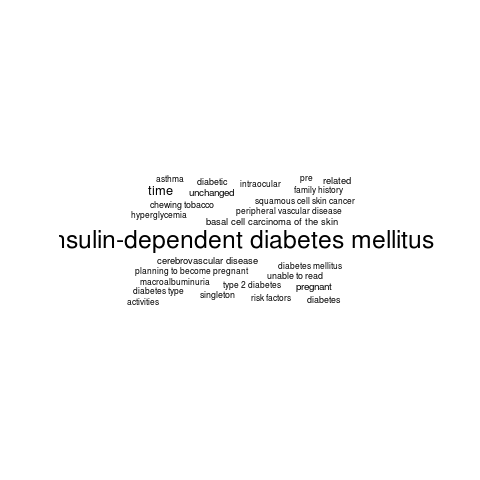 asthma
diabetic
intraocular
pre
related
time
unchanged
family history
chewing tobacco
squamous cell skin cancer
hyperglycemia
peripheral vascular disease
basal cell carcinoma of the skin
nsulin-dependent diabetes mellitus
cerebrovascular disease
diabetes mellitus
planning to become pregnant
unable to read
macroalbuminuria
type 2 diabetes
pregnant
diabetes type
singleton
risk factors
diabetes
activities